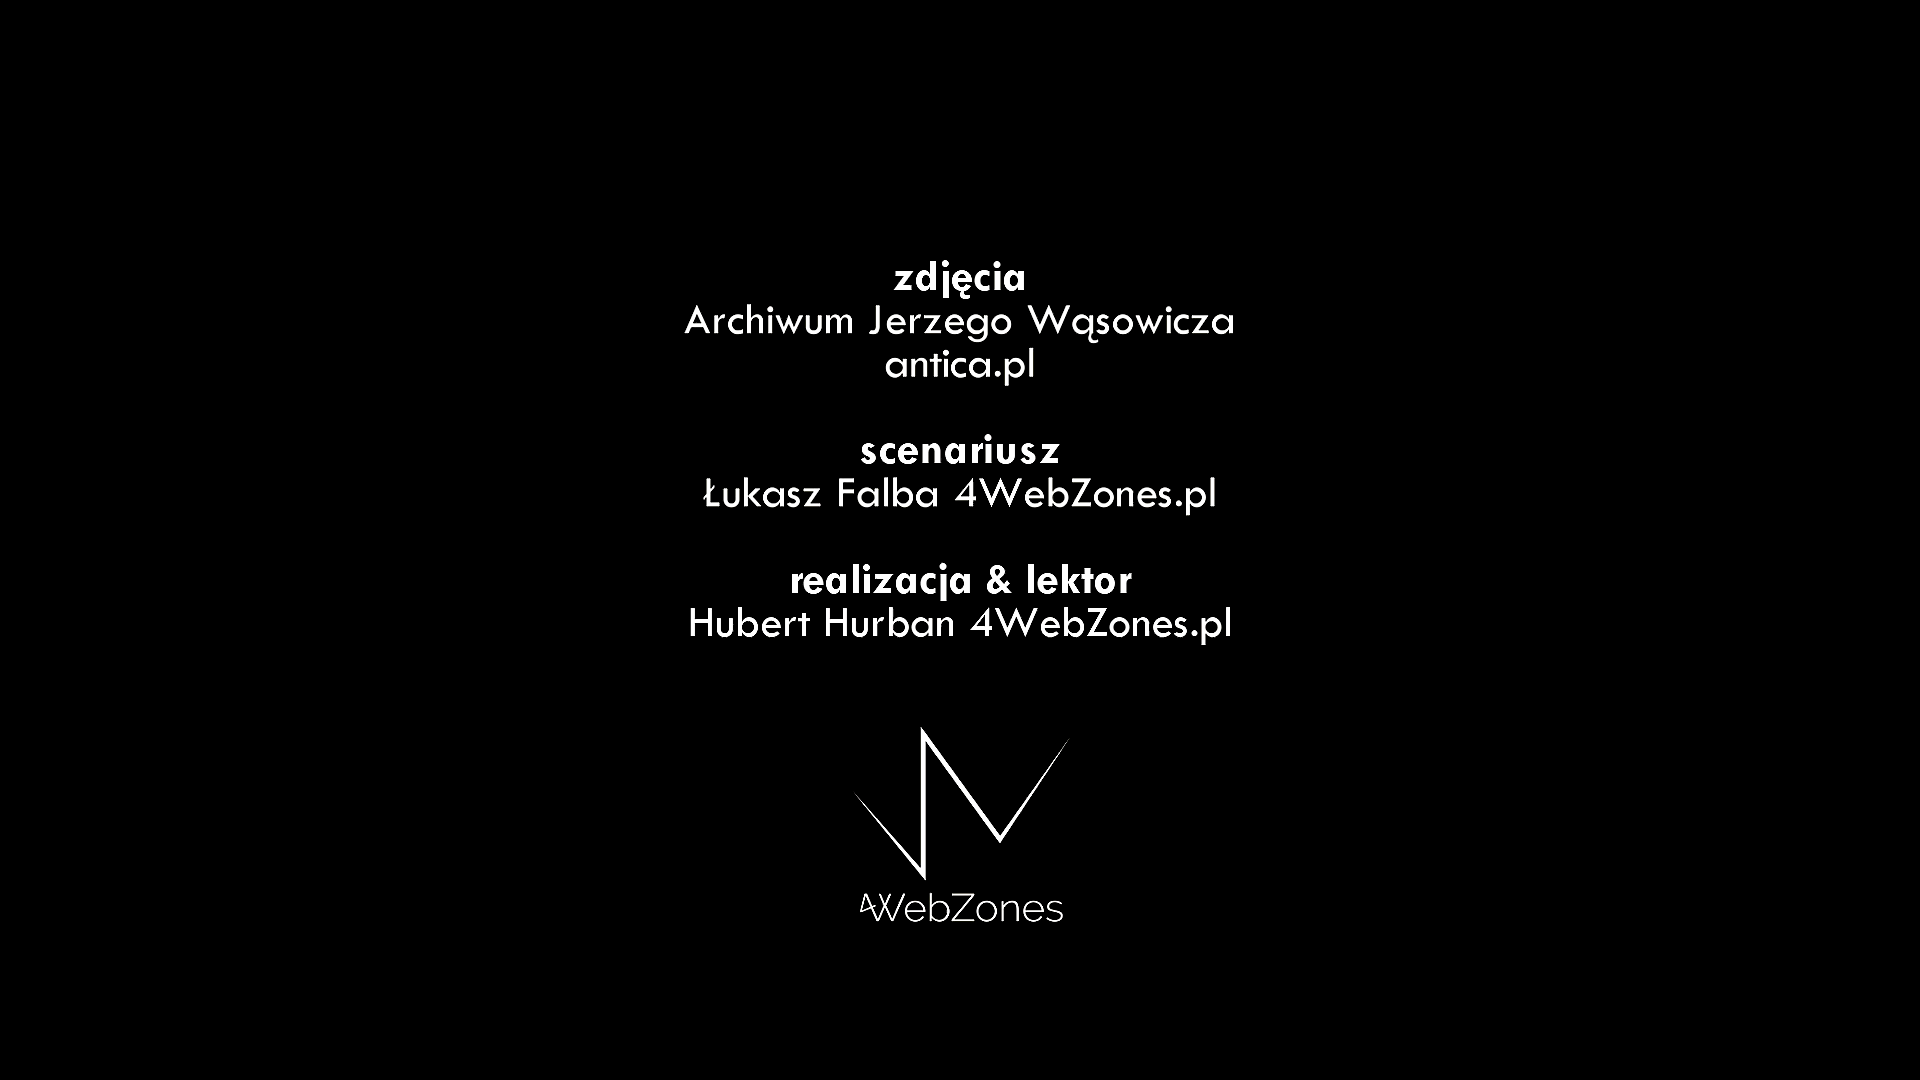 zdjęcia
Archiwum Jerzego Wąsowicza
antica.pl
scenariusz
Łukasz Falba 4WebZones.pl
realizacja & lektor
Hubert Hurban 4WebZones.pl
4WebZones